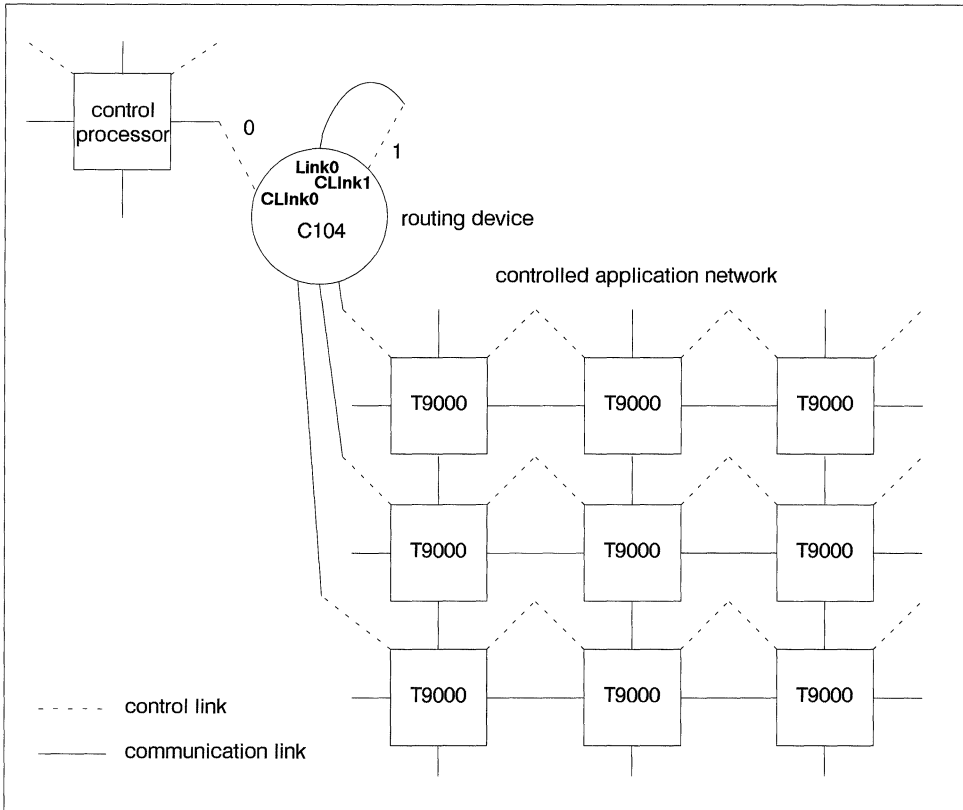 control
processor
0
1
Link0
CLInk1
CLInk0
C104
routing device
controlled application network
T9000
T9000
T9000
T9000
T9000
T9000
T9000
T9000
T9000
control link
communication link